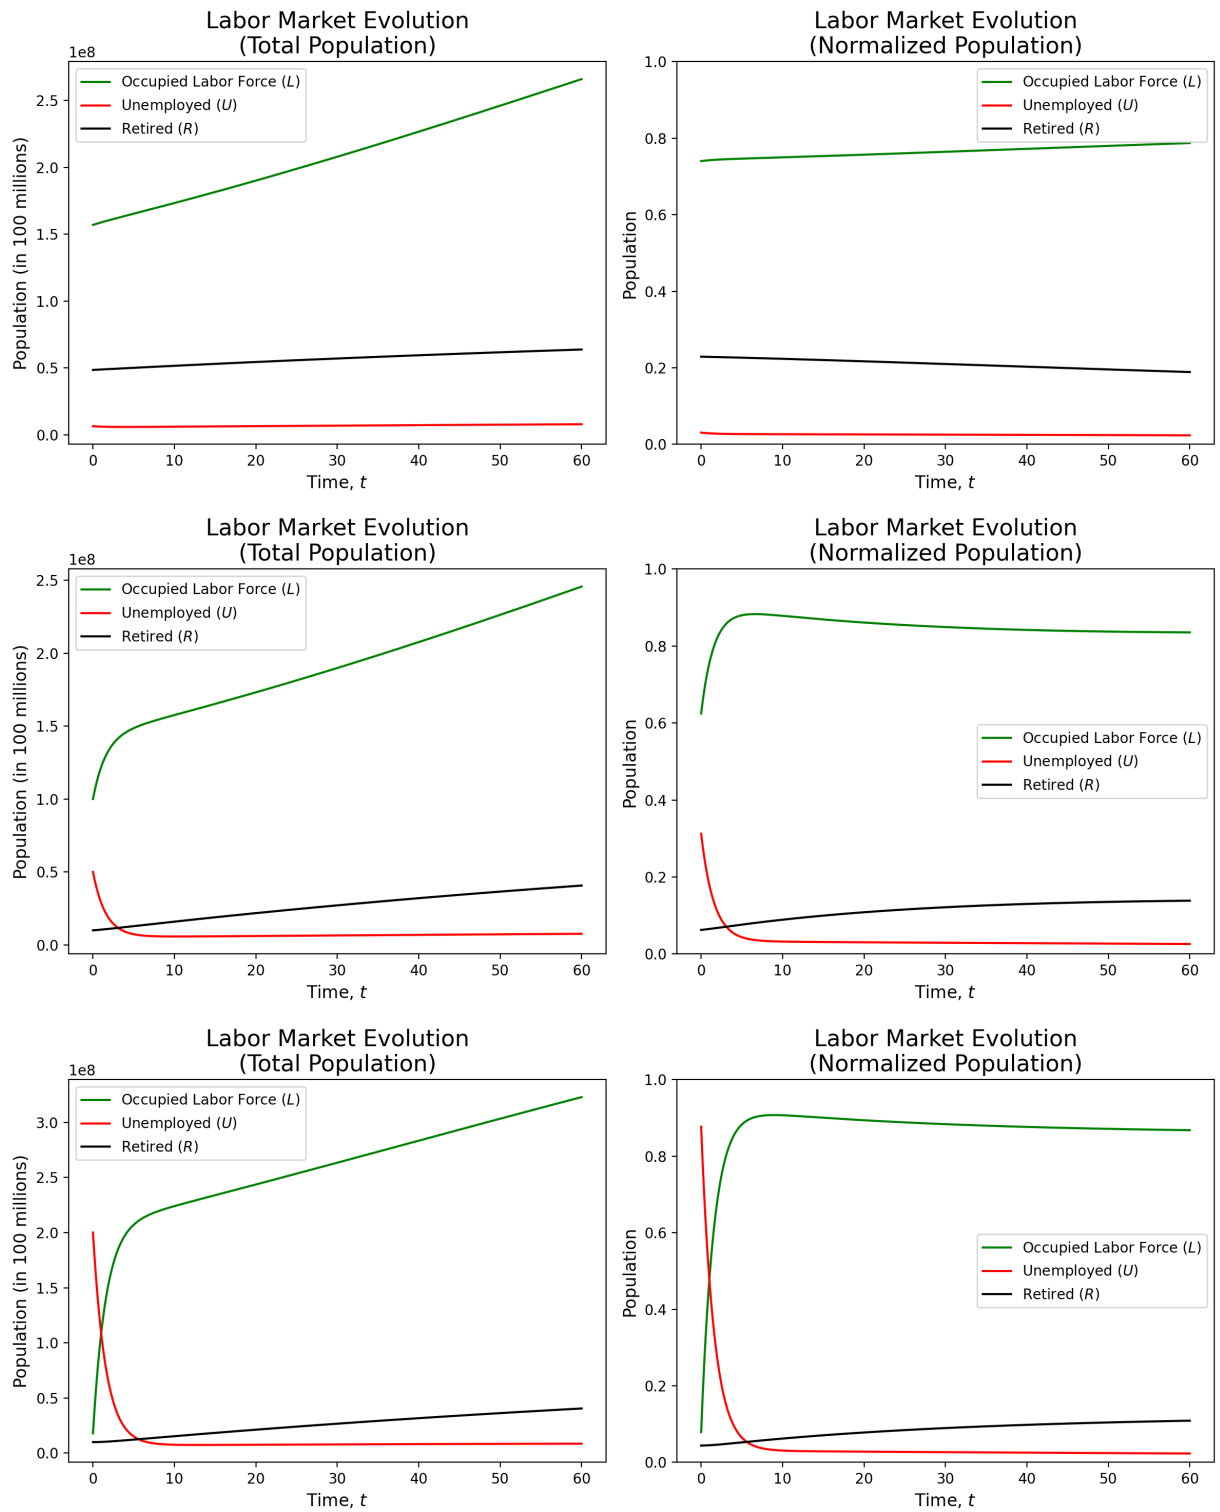 Labor Market Evolution
(Total Population)
1e8
Occupied Labor Force (L)
Unemployed (U)
Retired (R)
2.5
2.0
1.5
1.0
0.5
0.0
Population (in 100 millions)
0 10 20 30 40 50 60
Time, t
Labor Market Evolution
(Normalized Population)
1.0
Occupied Labor Force (L)
Unemployed (U)
Retired (R)
0.8
0.6
0.4
0.2
0.0
Population
0 10 20 30 40 50 60
Time, t
Labor Market Evolution
(Total Population)
1e8
Occupied Labor Force (L)
Unemployed (U)
Retired (R)
2.5
2.0
1.5
1.0
0.5
0.0
Population (in 100 millions)
0 10 20 30 40 50 60
Time, t
Labor Market Evolution
(Normalized Population)
1.0
0.8
0.6
0.4
0.2
0.0
Population
Occupied Labor Force (L)
Unemployed (U)
Retired (R)
0 10 20 30 40 50 60
Time, t
Labor Market Evolution
(Total Population)
1e8
Occupied Labor Force (L)
Unemployed (U)
Retired (R)
3.0
2.5
2.0
1.5
1.0
0.5
0.0
Population (in 100 millions)
0 10 20 30 40 50 60
Time, t
Labor Market Evolution
(Normalized Population)
1.0
0.8
0.6
0.4
0.2
0.0
Population
Occupied Labor Force (L)
Unemployed (U)
Retired (R)
0 10 20 30 40 50 60
Time, t